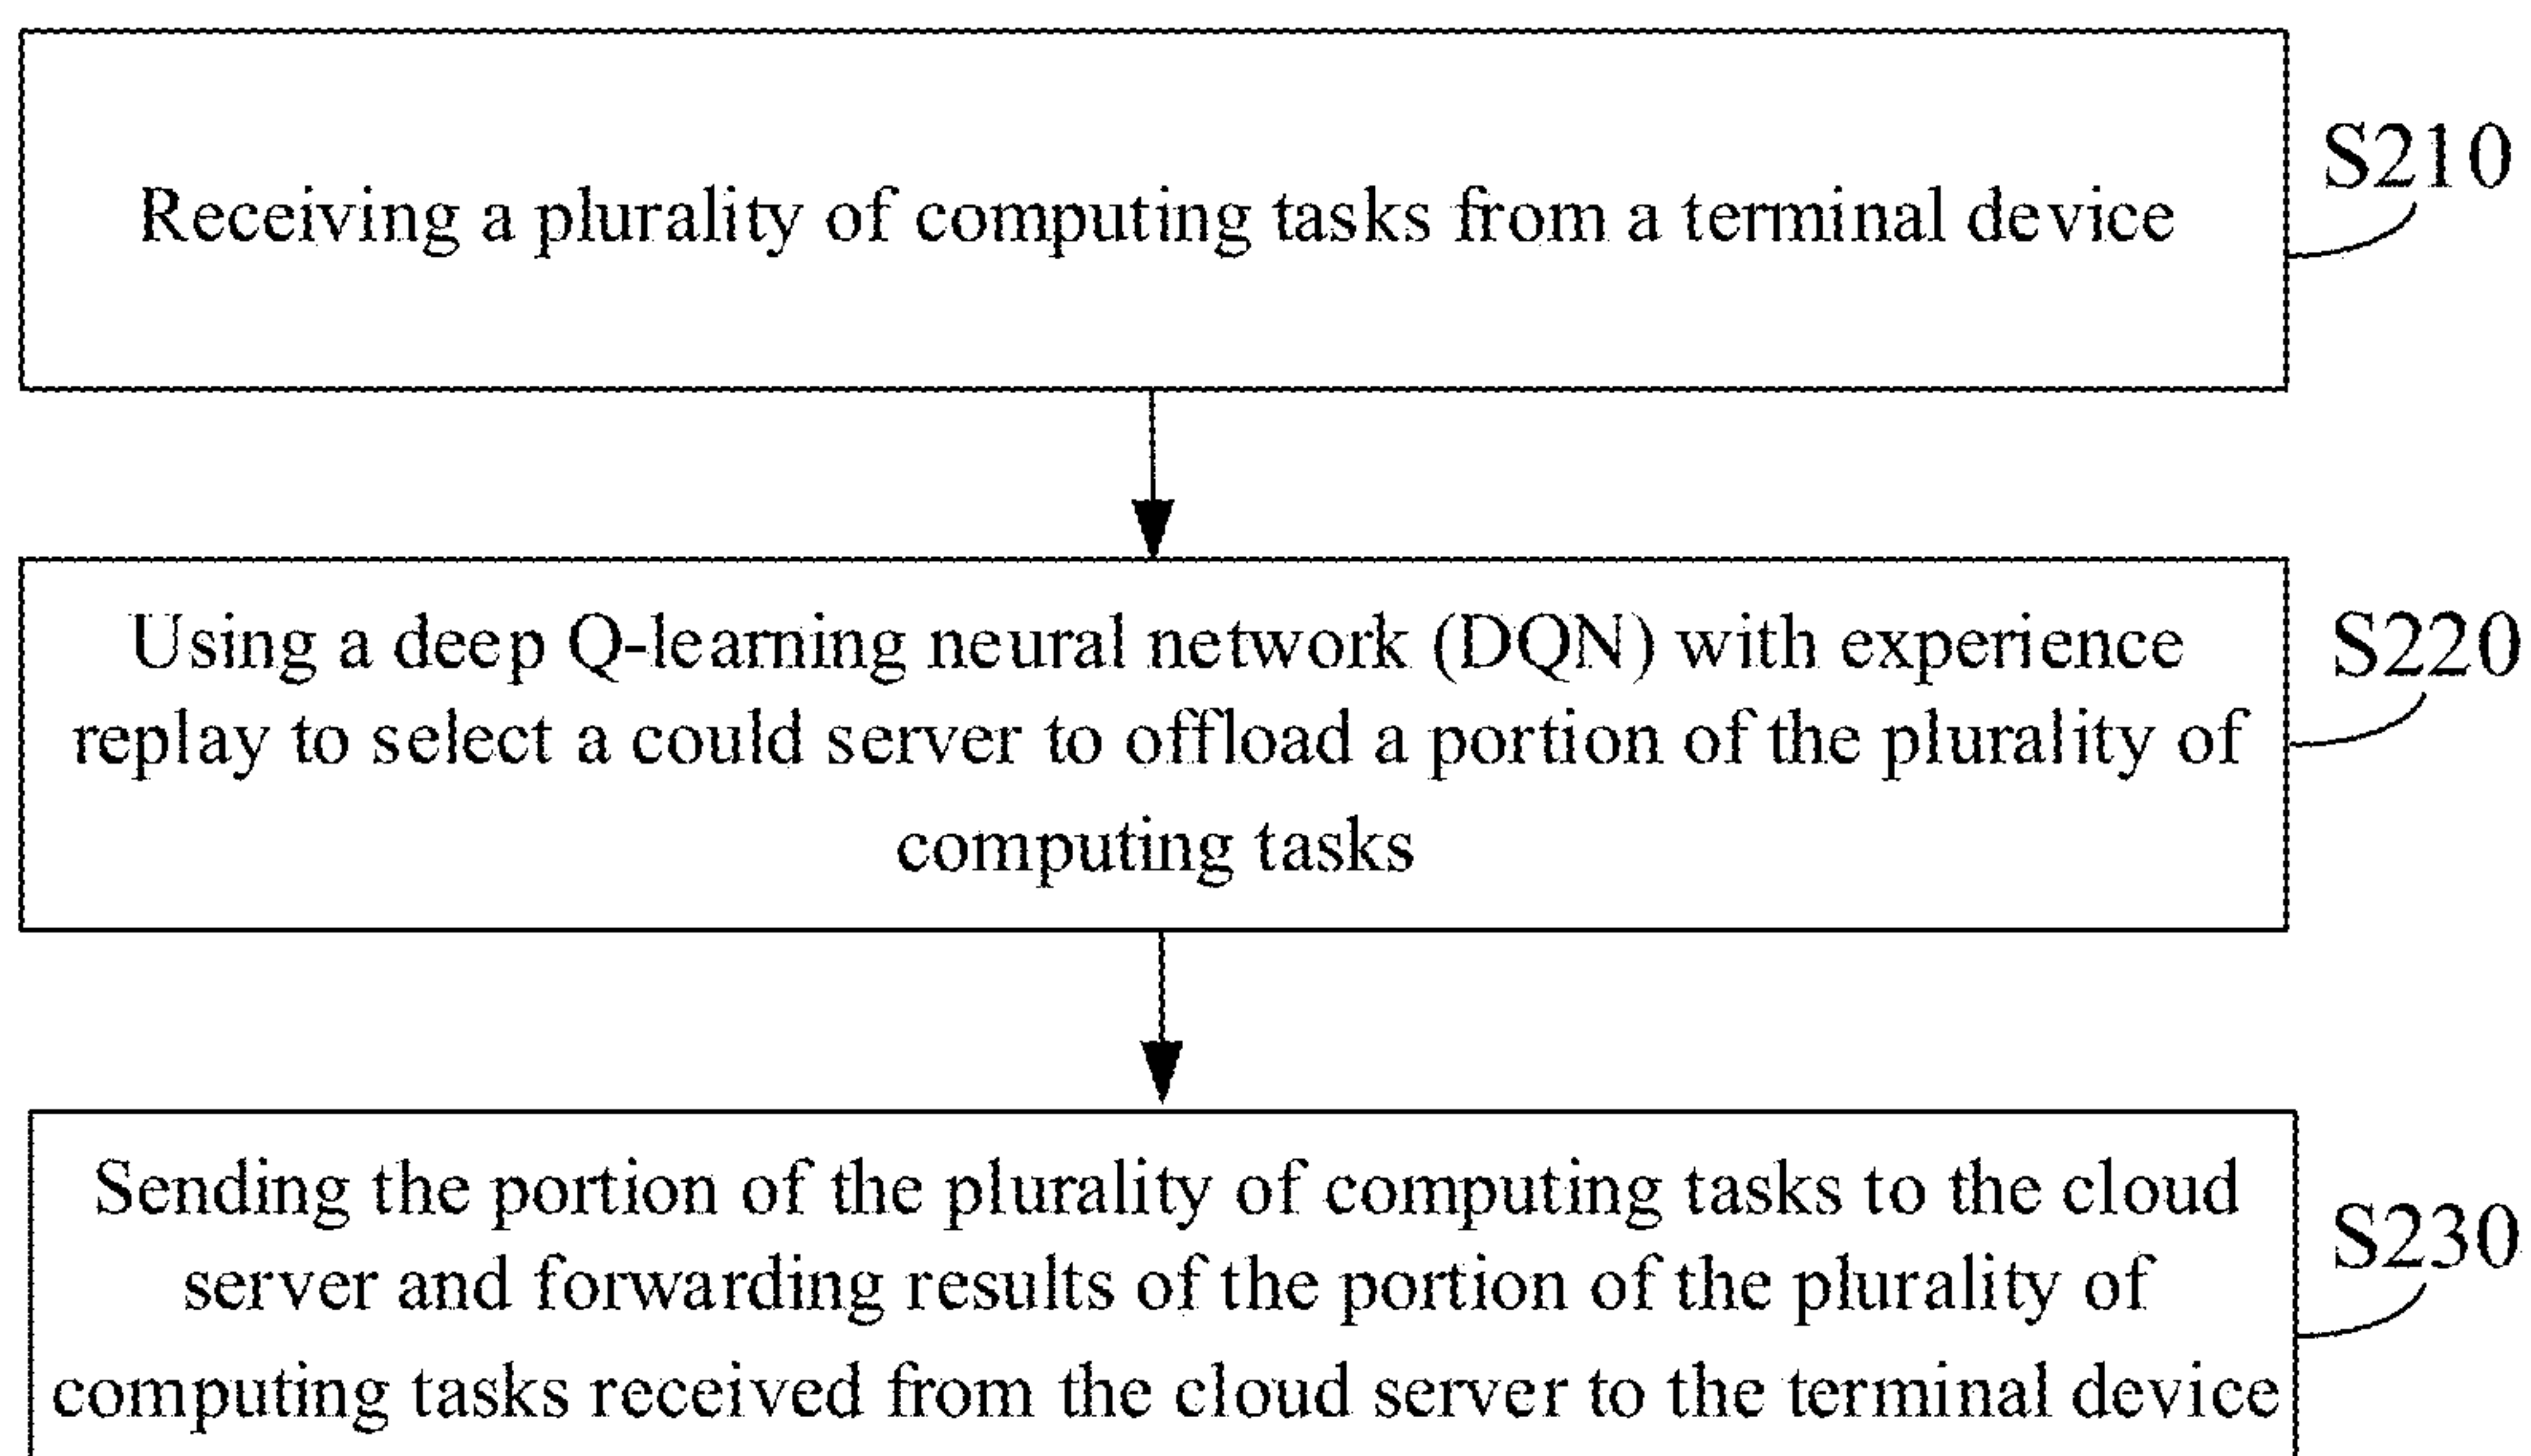 Receiving a plurality of computing tasks from a terminal device
S210
Using a deep Q-learning neural network (DQN) with experience
replay to select a could server to offload a portion of the plurality of
computing tasks
S220
Sending the portion of the plurality of computing tasks to the cloud
server and forwarding results of the portion of the plurality of
computing tasks received from the cloud server to the terminal device
S230